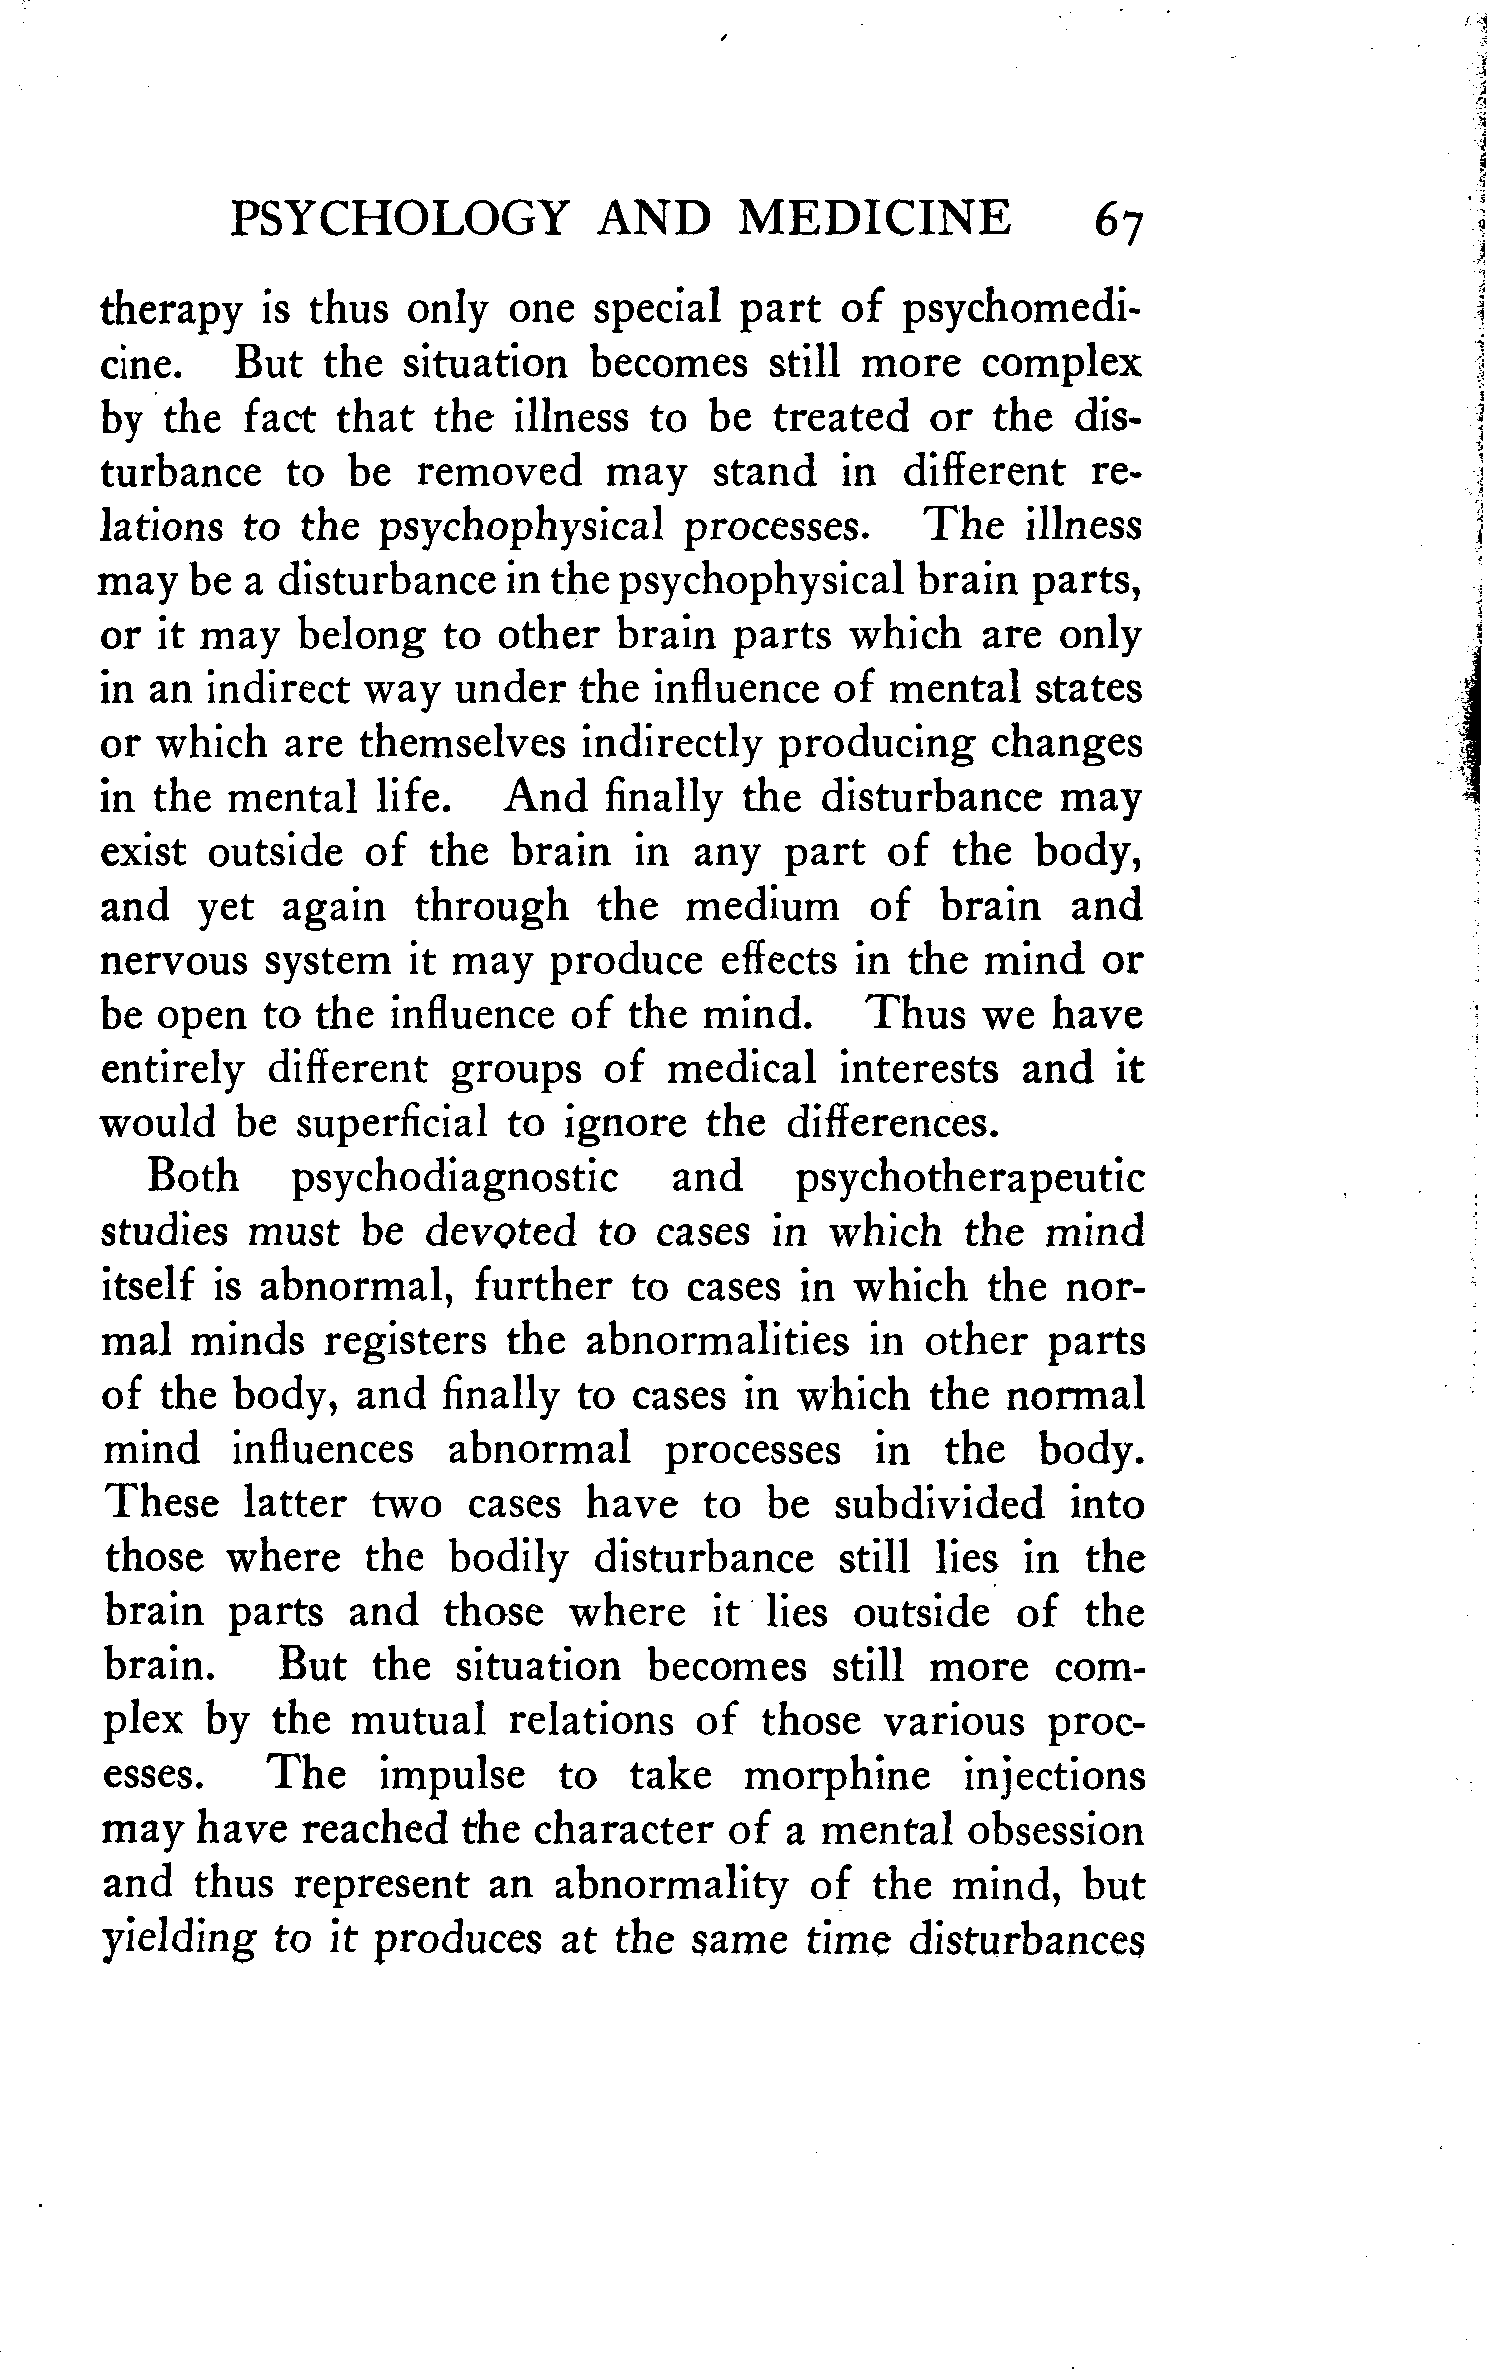 PSYCHOLOGY AND MEDICINE 67
therapy is thus only one special part of psychomedi-
cine. But the situation becomes still more complex
by the fact that the illness to be treated or the dis-
turbance to be removed may stand in different re-
lations to the psychophysical processes. The illness
may be a disturbance in the psychophysical brain parts,
or it may belong to other brain parts which are only
in an indirect way under the influence of mental states
or which are themselves indirectly producing changes
in the mental life. And finally the disturbance may
exist outside of the brain in any part of the body,
and yet again through the medium of brain and
nervous system it may produce effects in the mind or
be open to the influence of the mind. Thus we have
entirely different groups of medical interests and it
would be superficial to ignore the differences.
Both psychodiagnostic and psychotherapeutic
studies must be devoted to cases in which the mind
itself is abnormal, further to cases in which the nor-
mal minds registers the abnormalities in other parts
of the body, and finally to cases in which the normal
mind influences abnormal processes in the body.
These latter two cases have to be subdivided into
those where the bodily disturbance still lies in the
brain parts and those where it lies outside of the
brain. But the situation becomes still more com-
plex by the mutual relations of those various proc-
esses. The impulse to take morphine injections
may have reached the character of a mental obsession
and thus represent an abnormality of the mind, but
yielding to it produces at the same time disturbances